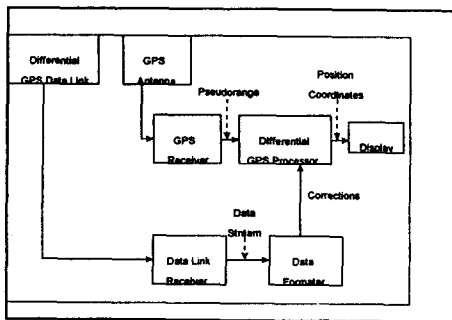 Differential
GPS Data Link
GPS
Antenna
Pseudorange
Position
Coordinates
GPS
Receiver
Differential
GPS Processor
Display
Corrections
Data
Stream
Data Link
Receiver
Data
Formater